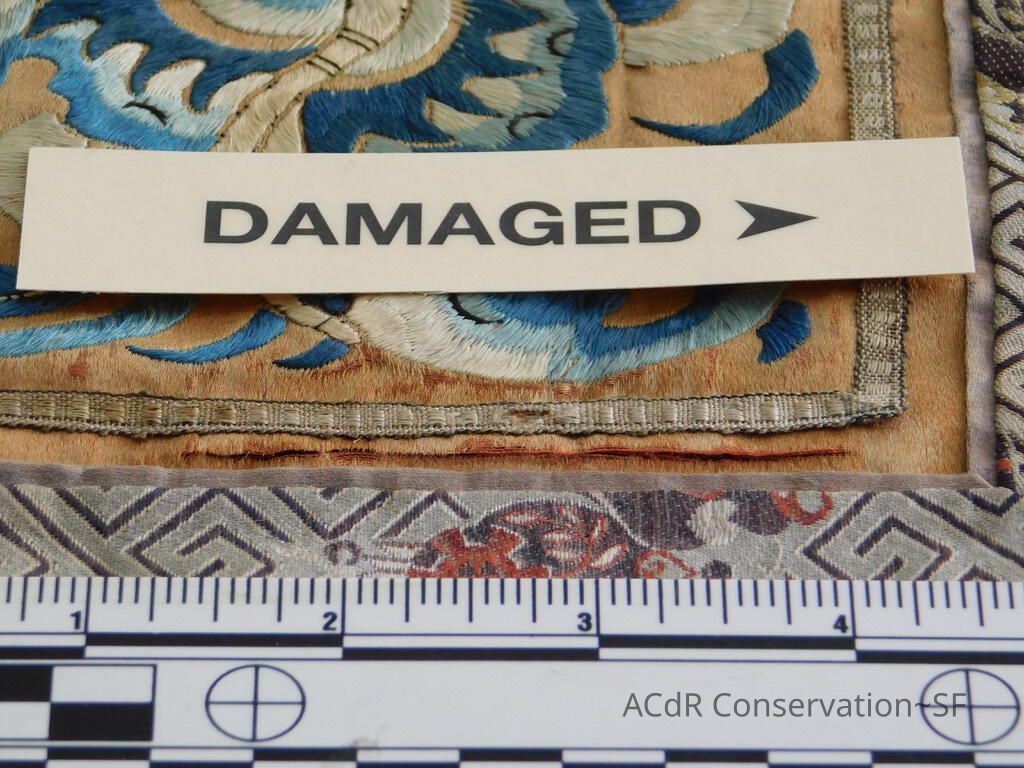 DAMAGED
1 2 3 4
ACdR Conservation~SF